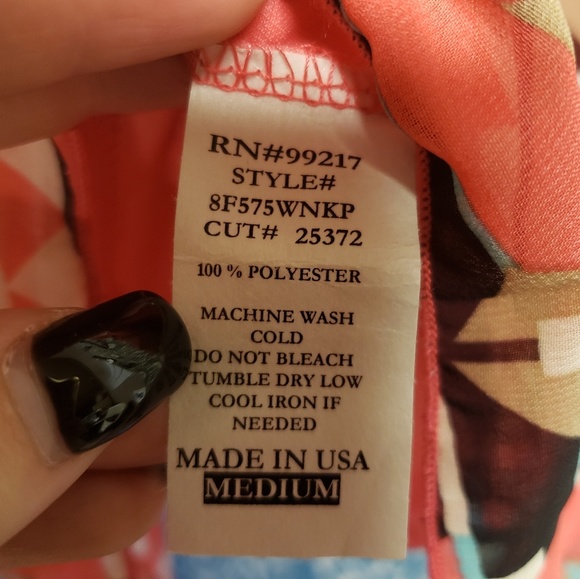 RN#99217
STYLE#
8F575WNKP
CUT# 25372
100 % POLYESTER
MACHINE WASH
COLD
DO NOT BLEACH
TUMBLE DRY LOW
COOL IRON IF
NEEDED
MADE IN USA
MEDIUM